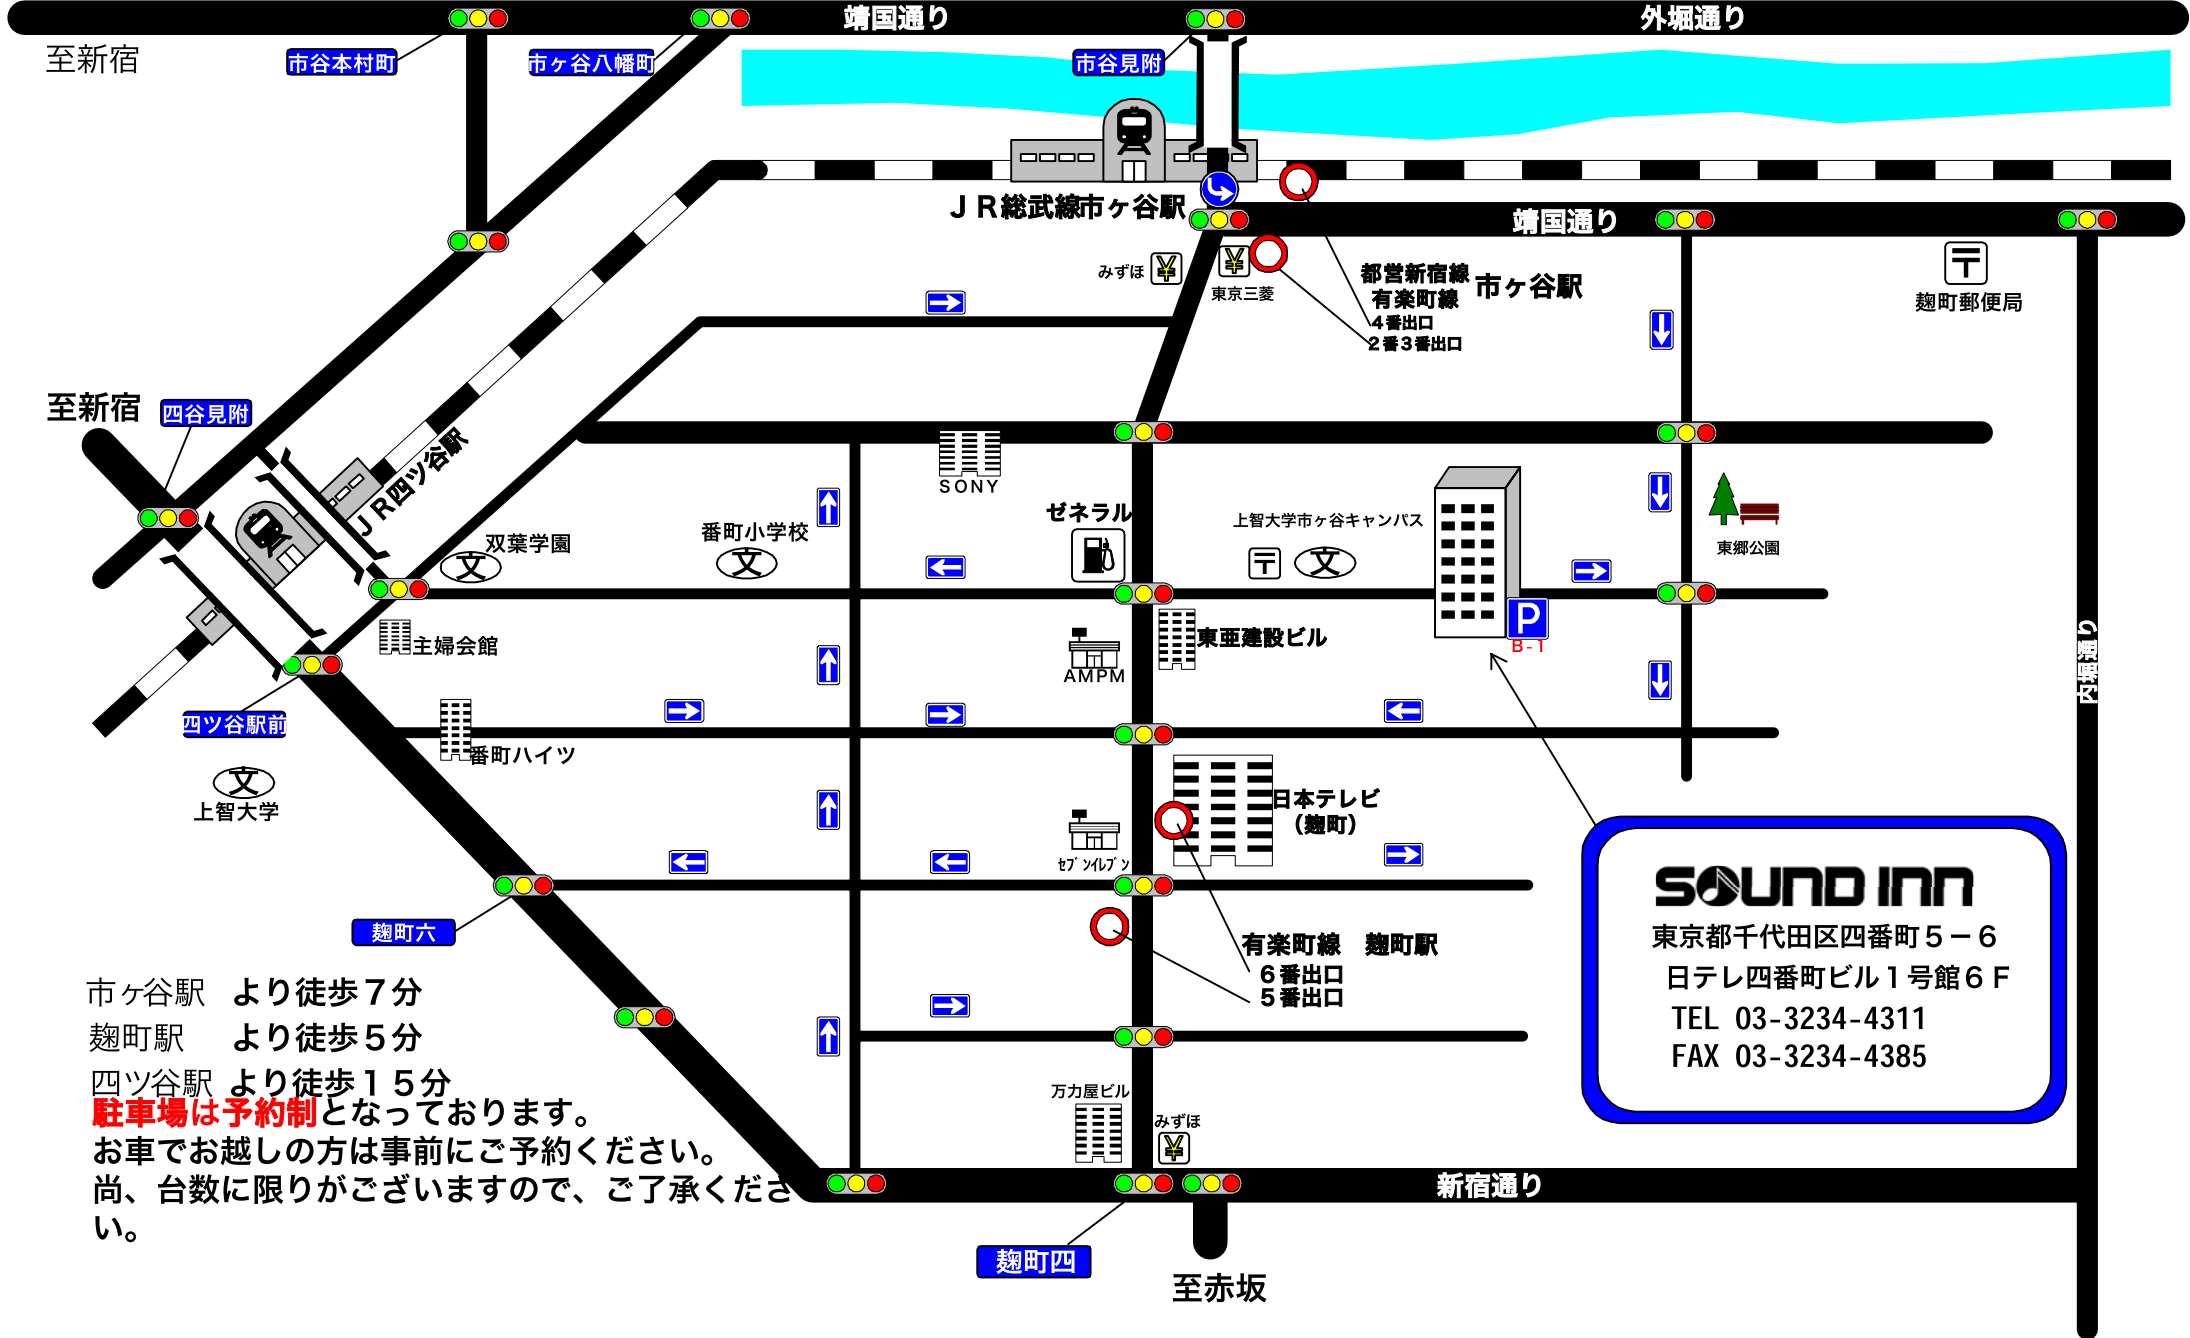 靖国通り
外堀通り
至新宿
市谷本村町
市ヶ谷八幡町
市谷見附
ＪＲ総武線市ヶ谷駅
靖国通り
みずほ
東京三菱
都営新宿線
有楽町線
市ヶ谷駅
４番出口
２番３番出口
〒
麹町郵便局
至新宿
四谷見附
ＪＲ四ツ谷駅
SONY
ゼネラル
双葉学園
文
番町小学校
文
上智大学市ヶ谷キャンパス
〒
文
東郷公園
P
B-1
主婦会館
AMPM
東亜建設ビル
内堀通り
四ツ谷駅前
番町ハイツ
文
上智大学
日本テレビ
（麹町）
ｾﾌﾞﾝｲﾚﾌﾞﾝ
麹町六
有楽町線　麹町駅
６番出口
５番出口
SOUND INN
東京都千代田区四番町５－６
日テレ四番町ビル１号館６Ｆ
TEL 03-3234-4311
FAX 03-3234-4385
市ヶ谷駅　より徒歩７分
麹町駅　より徒歩５分
四ツ谷駅　より徒歩１５分
駐車場は予約制となっております。
お車でお越しの方は事前にご予約ください。
尚、台数に限りがございますので、ご了承くださ
い。
万力屋ビル
みずほ
新宿通り
麹町四
至赤坂